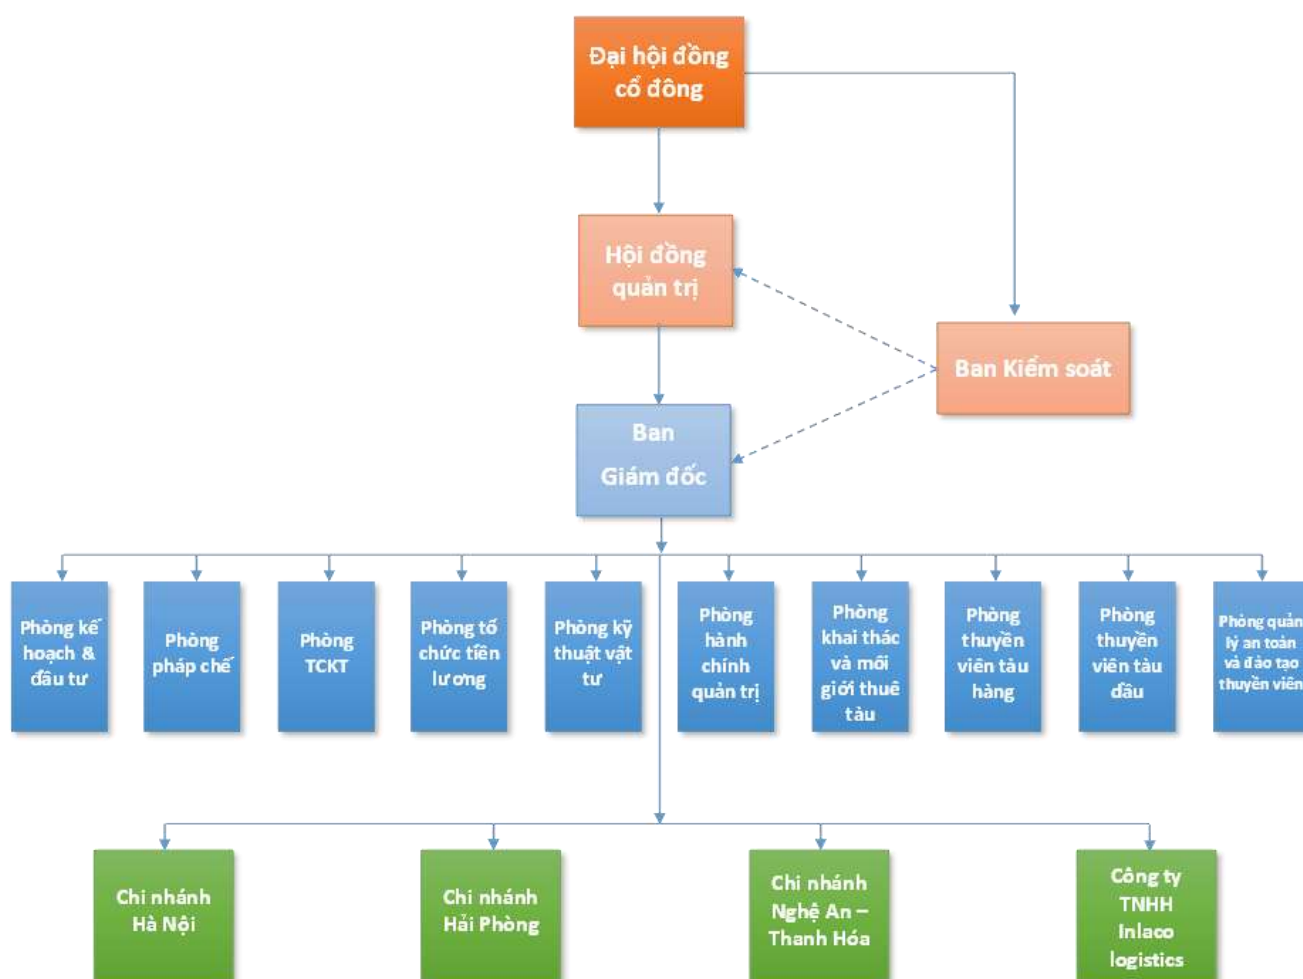 Đại hội đồng
cổ đông
Hội đồng
quản trị
Ban Kiểm soát
Ban
Giám đốc
Phòng kế
hoạch &
đầu tư
Phòng
pháp chế
Phòng
TCKT
Phòng tổ
chức tiền
lương
Phòng kỹ
thuật vật
tư
Phòng
hành
chính
quản trị
Phòng
khai thác
và môi
giới thuê
tàu
Phòng
thuyền
viên tàu
hàng
Phòng
thuyền
viên tàu
dầu
Phòng quản
lý an toàn
và đào tạo
thuyền viên
Chi nhánh
Hà Nội
Chi nhánh
Hải Phòng
Chi nhánh
Nghệ An –
Thanh Hóa
Công ty
TNHH
Inlaco
logistics